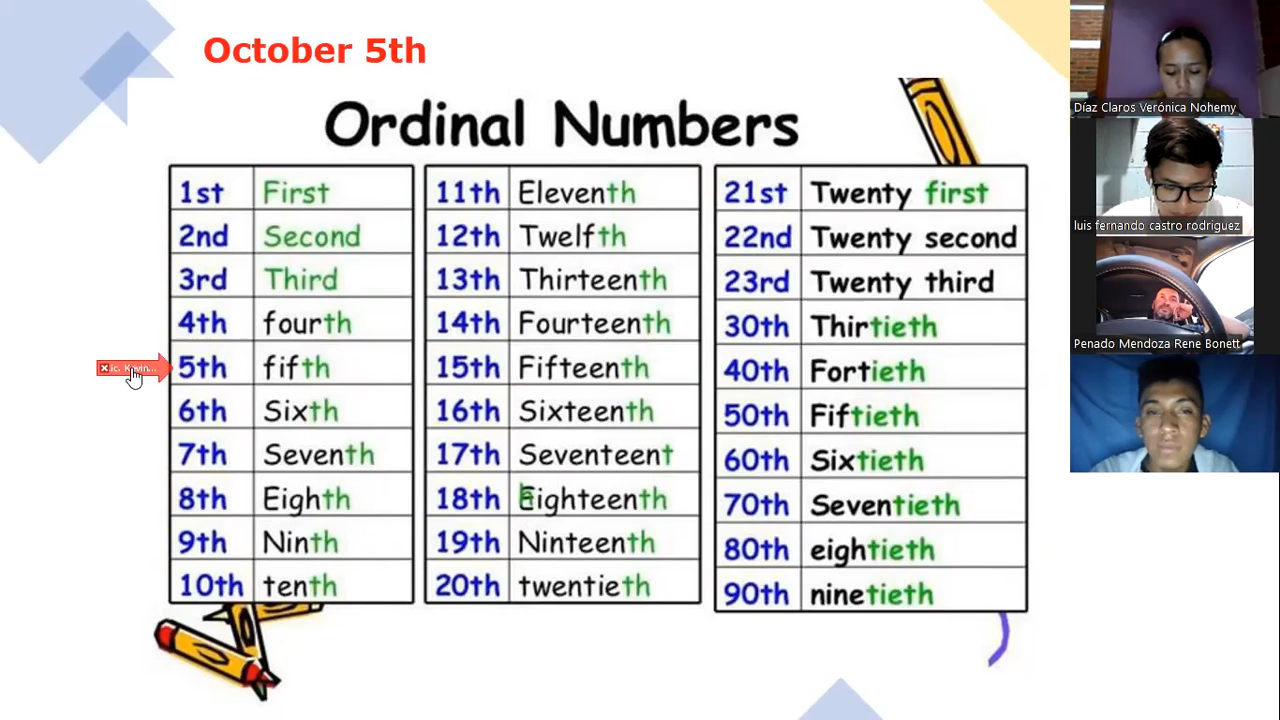 October 5th
Ordinal Numbers
1st First
2nd Second
3rd Third
4th fourth
5th fifth
6th Sixth
7th Seventh
8th Eighth
9th Ninth
10th tenth
11th Eleventh
12th Twelfth
13th Thirteenth
14th Fourteenth
15th Fifteenth
16th Sixteenth
17th Seventeent
h
18th Eighteenth
19th Ninteenth
20th twentieth
21st Twenty first
22nd Twenty second
23rd Twenty third
30th Thirtieth
40th Fortieth
50th Fiftieth
60th Sixtieth
70th Seventieth
80th eightieth
90th ninetieth
Díaz Claros Verónica Nohemy
luis fernando castro rodriguez
Penado Mendoza Rene Bonett